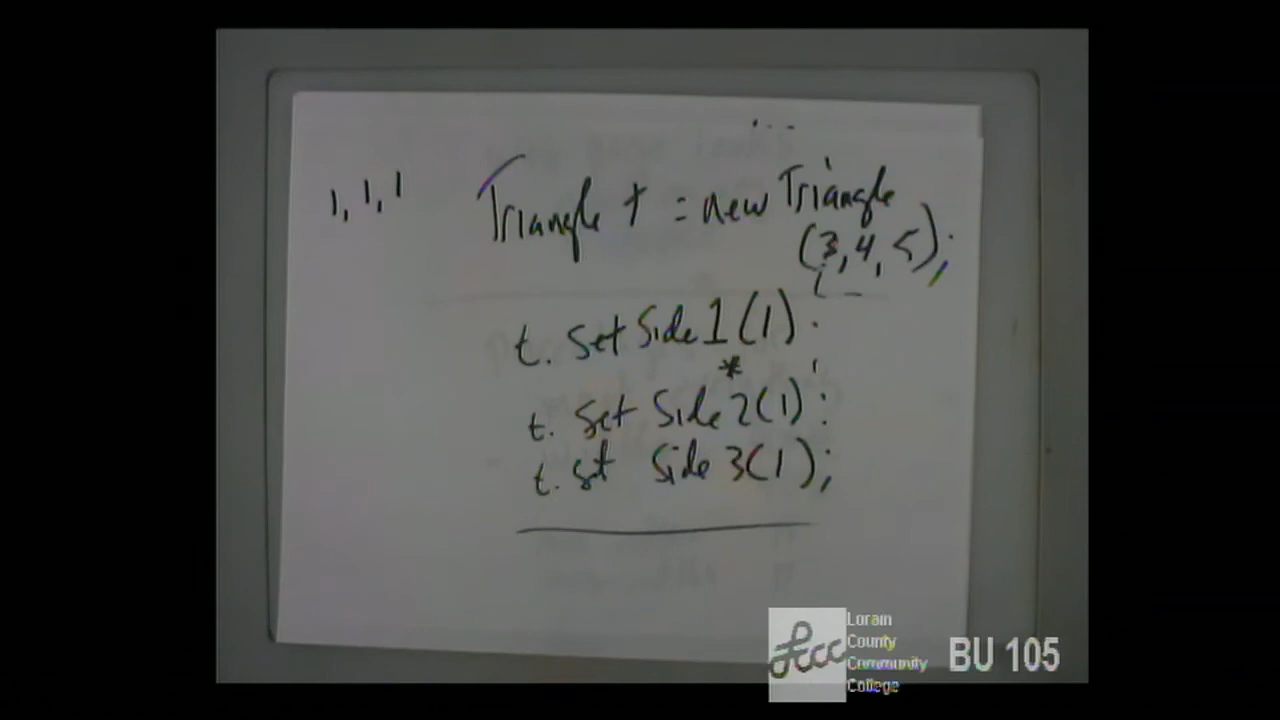 1, 1, 1 Triangle t = new Triangle
(3, 4, 5);
t. Set Side 1 (1) ;
*
t. Set Side 2 (1) ;
t. Set Side 3 (1) ;
Lorain
County
Community
College
BU 105
lccc